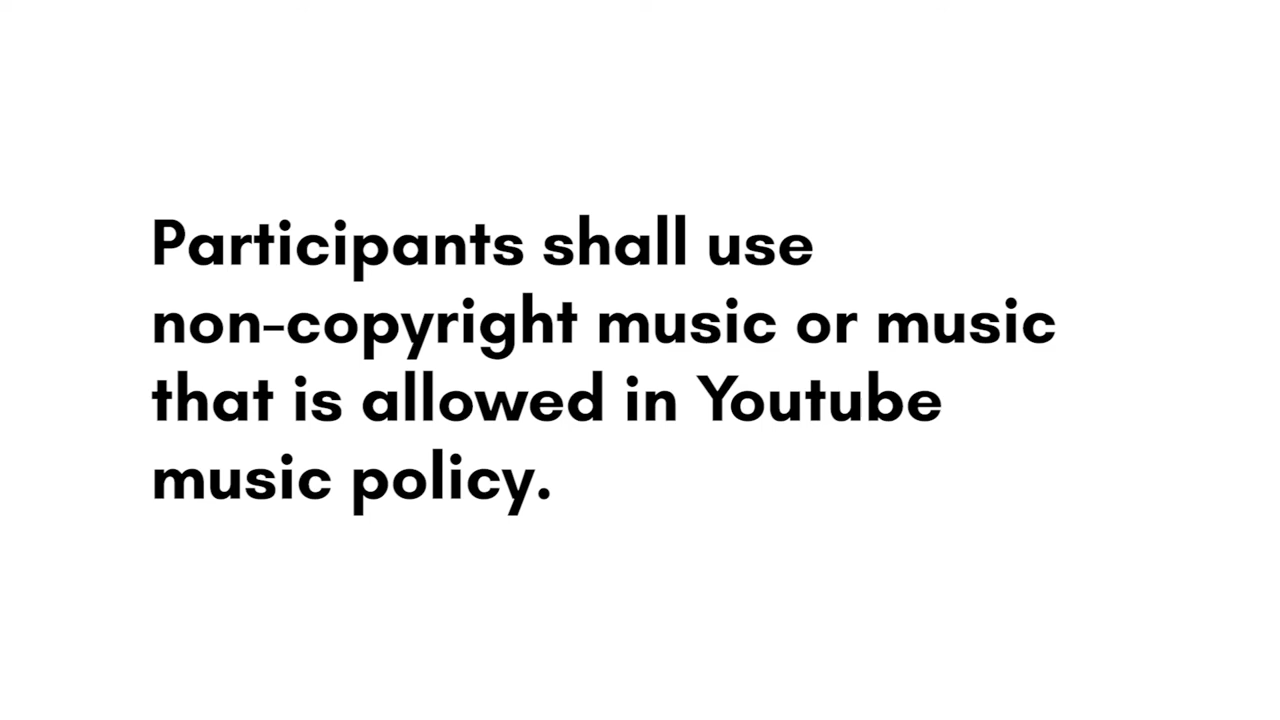 Participants shall use
non-copyright music or music
that is allowed in Youtube
music policy.